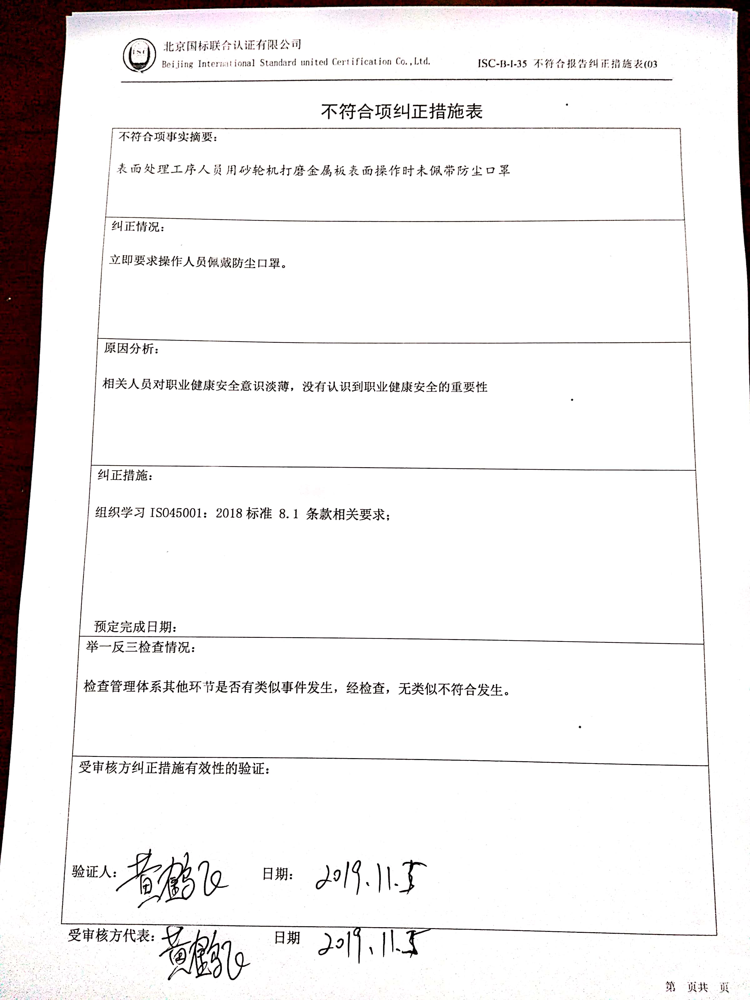 ISC
北京国标联合认证有限公司
Beijing International Standard united Certification Co.,Ltd.
ISC-B-I-35 不符合报告纠正措施表(03
不符合项纠正措施表
不符合项事实摘要：
表面处理工序人员用砂轮机打磨金属板表面操作时未佩带防尘口罩
纠正情况：
立即要求操作人员佩戴防尘口罩。
原因分析：
相关人员对职业健康安全意识淡薄，没有认识到职业健康安全的重要性
纠正措施：
组织学习 ISO45001：2018 标准 8.1 条款相关要求；
预定完成日期：
举一反三检查情况：
检查管理体系其他环节是否有类似事件发生，经检查，无类似不符合发生。
受审核方纠正措施有效性的验证：
验证人：黄鹤飞 日期： 2019.11.5
受审核方代表：黄鹤飞 日期 2019.11.5
第 页共 页